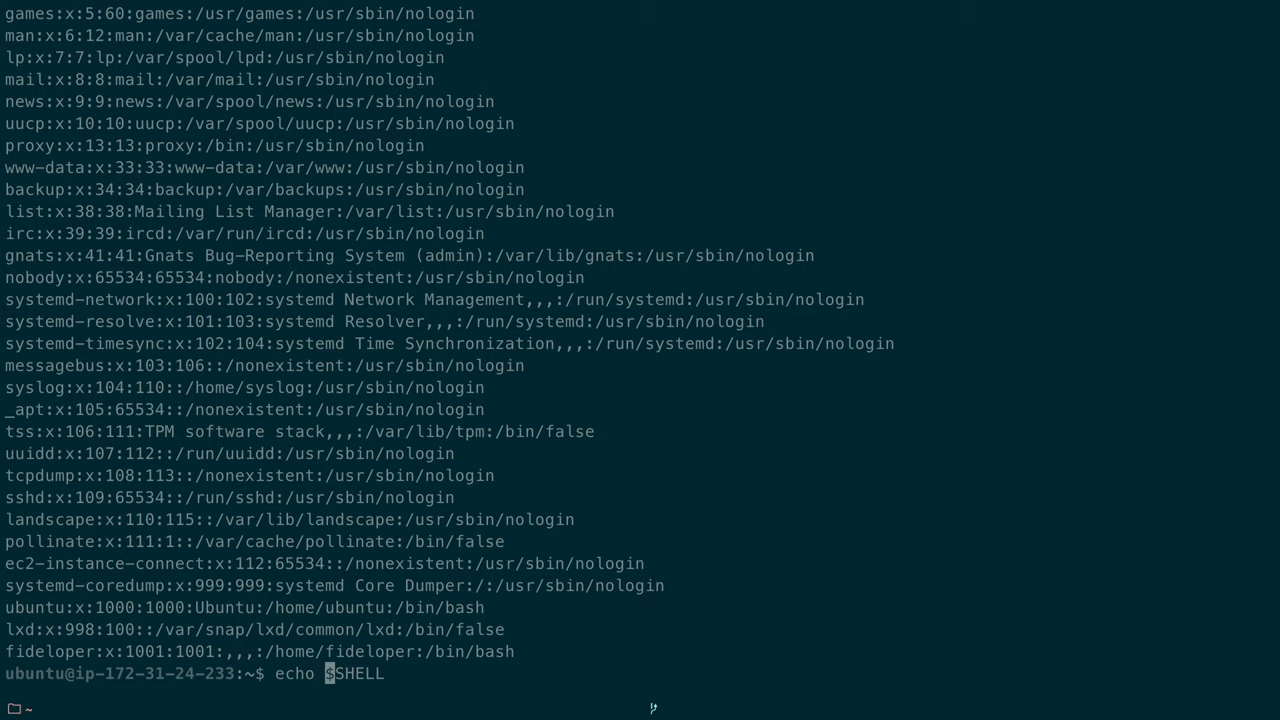 games:x:5:60:games:/usr/games:/usr/sbin/nologin
man:x:6:12:man:/var/cache/man:/usr/sbin/nologin
lp:x:7:7:lp:/var/spool/lpd:/usr/sbin/nologin
mail:x:8:8:mail:/var/mail:/usr/sbin/nologin
news:x:9:9:news:/var/spool/news:/usr/sbin/nologin
uucp:x:10:10:uucp:/var/spool/uucp:/usr/sbin/nologin
proxy:x:13:13:proxy:/bin:/usr/sbin/nologin
www-data:x:33:33:www-data:/var/www:/usr/sbin/nologin
backup:x:34:34:backup:/var/backups:/usr/sbin/nologin
list:x:38:38:Mailing List Manager:/var/list:/usr/sbin/nologin
irc:x:39:39:ircd:/var/run/ircd:/usr/sbin/nologin
gnats:x:41:41:Gnats Bug-Reporting System (admin):/var/lib/gnats:/usr/sbin/nologin
nobody:x:65534:65534:nobody:/nonexistent:/usr/sbin/nologin
systemd-network:x:100:102:systemd Network Management,,,:/run/systemd:/usr/sbin/nologin
systemd-resolve:x:101:103:systemd Resolver,,,:/run/systemd:/usr/sbin/nologin
systemd-timesync:x:102:104:systemd Time Synchronization,,,:/run/systemd:/usr/sbin/nologin
messagebus:x:103:106::/nonexistent:/usr/sbin/nologin
syslog:x:104:110::/home/syslog:/usr/sbin/nologin
_apt:x:105:65534::/nonexistent:/usr/sbin/nologin
tss:x:106:111:TPM software stack,,,:/var/lib/tpm:/bin/false
uuidd:x:107:112::/run/uuidd:/usr/sbin/nologin
tcpdump:x:108:113::/nonexistent:/usr/sbin/nologin
sshd:x:109:65534::/run/sshd:/usr/sbin/nologin
landscape:x:110:115::/var/lib/landscape:/usr/sbin/nologin
pollinate:x:111:1::/var/cache/pollinate:/bin/false
ec2-instance-connect:x:112:65534::/nonexistent:/usr/sbin/nologin
systemd-coredump:x:999:999:systemd Core Dumper:/:/usr/sbin/nologin
ubuntu:x:1000:1000:Ubuntu:/home/ubuntu:/bin/bash
lxd:x:998:100::/var/snap/lxd/common/lxd:/bin/false
fideloper:x:1001:1001:,,,:/home/fideloper:/bin/bash
ubuntu@ip-172-31-24-233:~$ echo $SHELL
~